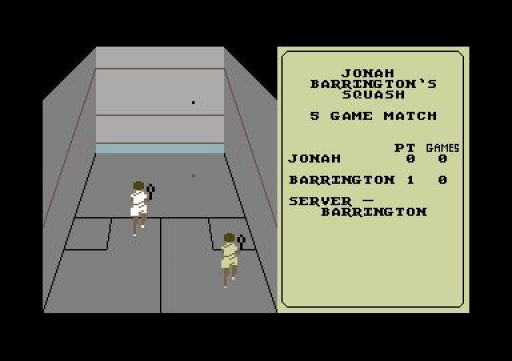 JONAH
BARRINGTON'S
SQUASH
5 GAME MATCH
PT GAMES
JONAH 0 0
BARRINGTON 1 0
SERVER —
BARRINGTON